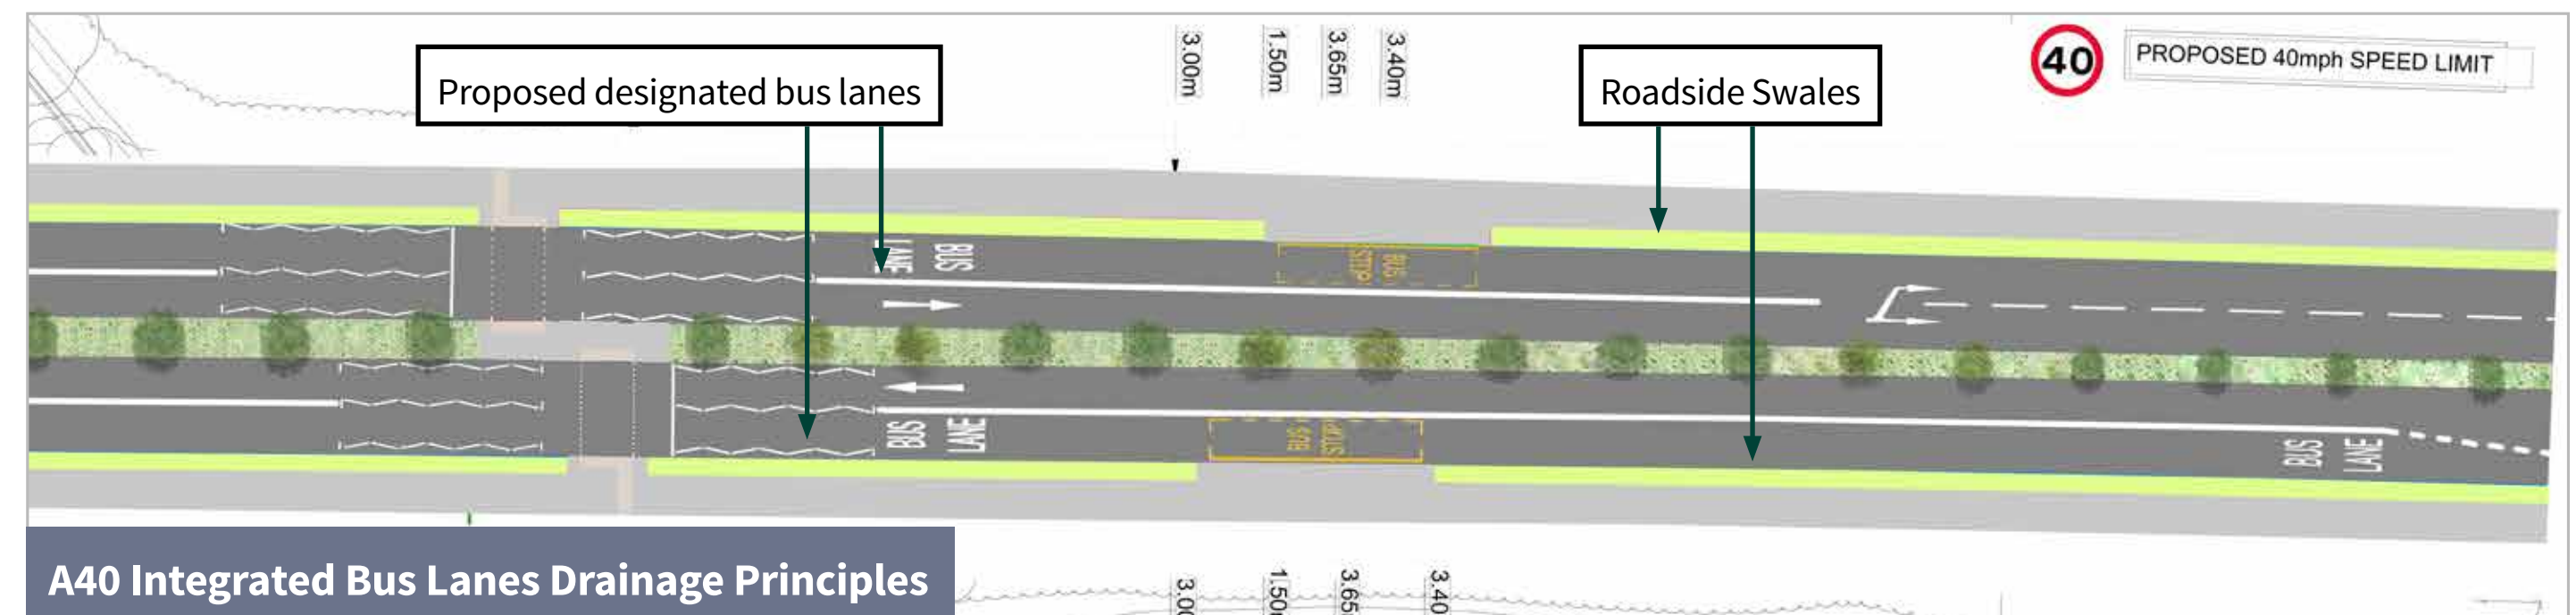 3.00m
1.50m
3.65m
3.40m
40
PROPOSED 40mph SPEED LIMIT
Proposed designated bus lanes
Roadside Swales
BUS
LANE
BUS
STOP
BUS
LANE
BUS
STOP
BUS
LANE
A40 Integrated Bus Lanes Drainage Principles